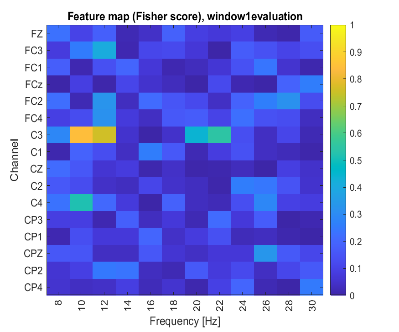 Feature map (Fisher score), window1evaluation
FZ
FC3
FC1
FCz
FC2
FC4
C3
C1
CZ
C2
C4
CP3
CP1
CPZ
CP2
CP4
Channel
8 10 12 14 16 18 20 22 24 26 28 30
Frequency [Hz]
1
0.9
0.8
0.7
0.6
0.5
0.4
0.3
0.2
0.1
0